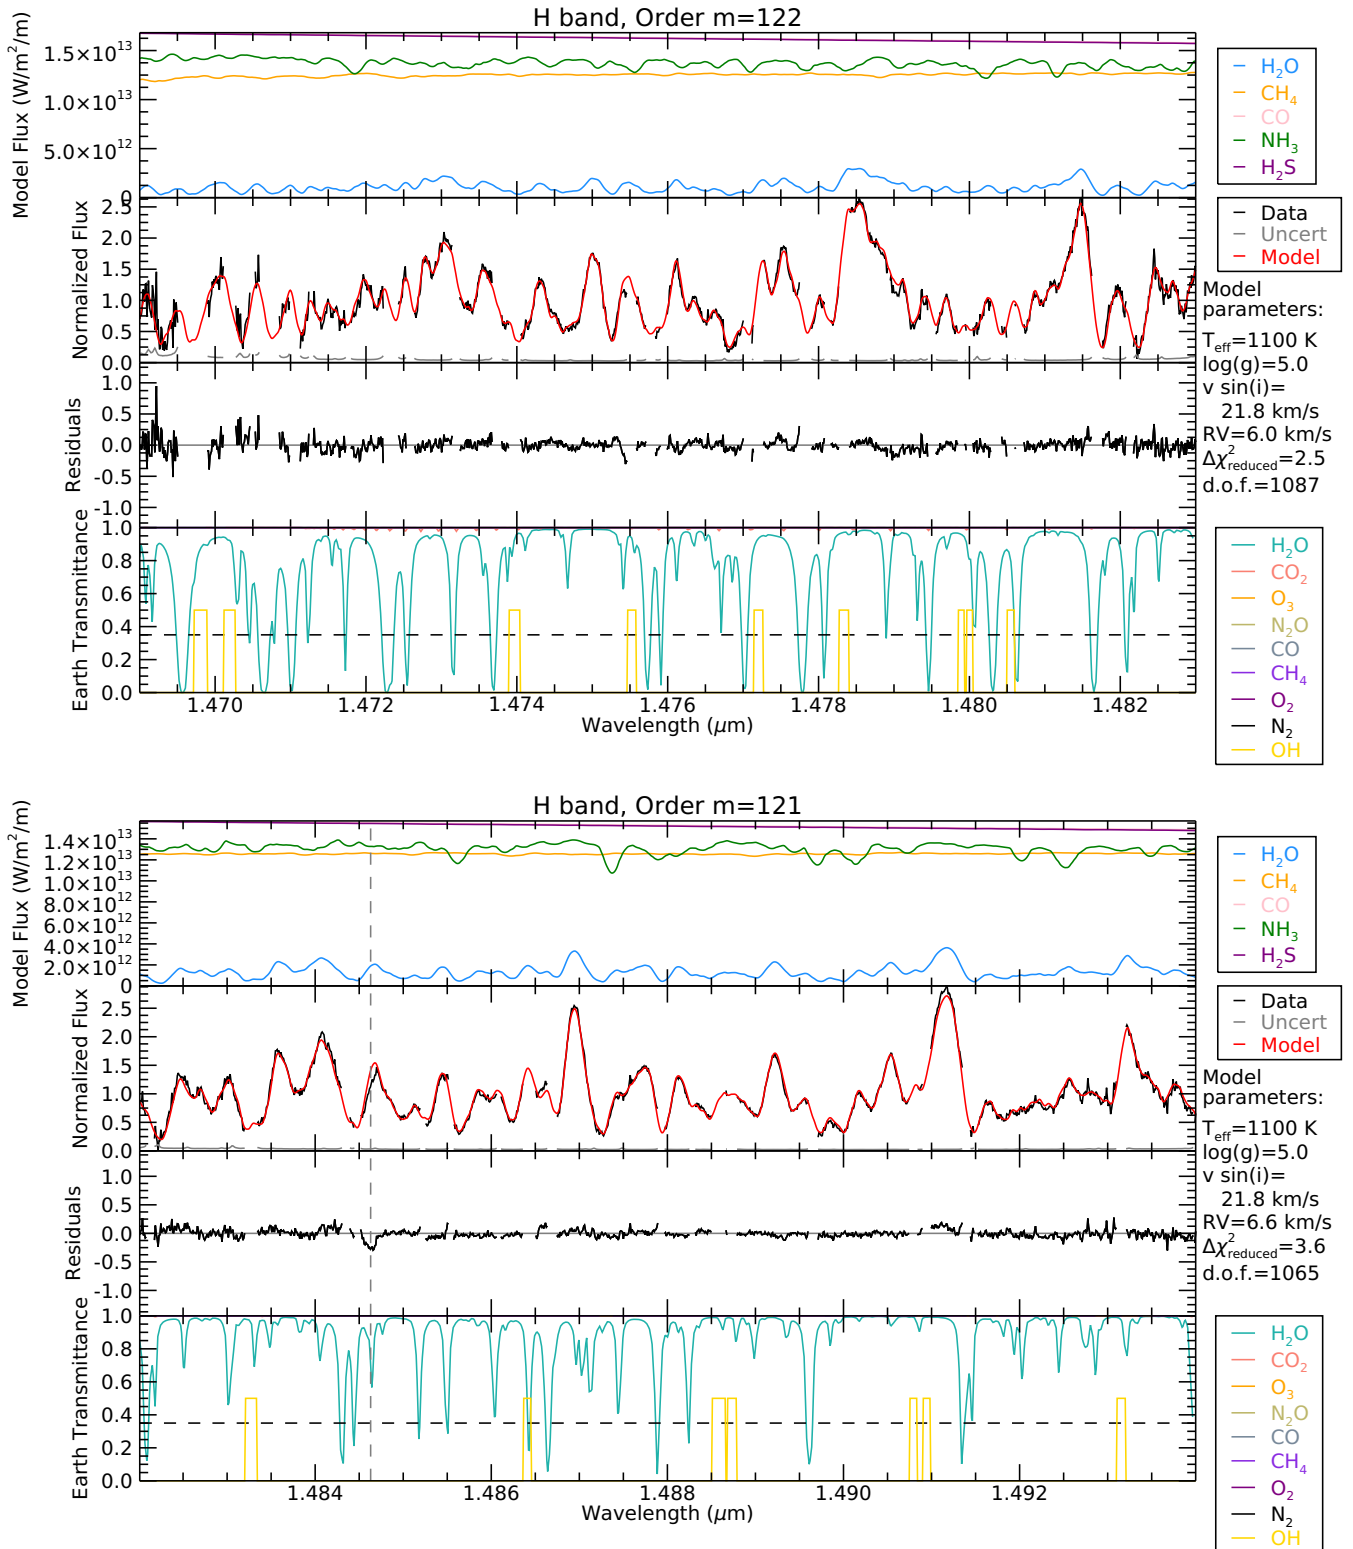 H band, Order m=122
Model Flux (W/m²/m)
1.5×10¹³
1.0×10¹³
5.0×10¹²
0
H₂O
CH₄
CO
NH₃
H₂S
Normalized Flux
2.5
2.0
1.5
1.0
0.5
0.0
Data
Uncert
Model
Model
parameters:
T_eff=1100 K
log(g)=5.0
v sin(i)=
21.8 km/s
RV=6.0 km/s
Δχ²_reduced=2.5
d.o.f.=1087
Residuals
1.0
0.5
0.0
-0.5
-1.0
Earth Transmittance
1.0
0.8
0.6
0.4
0.2
0.0
H₂O
CO₂
O₃
N₂O
CO
CH₄
O₂
N₂
OH
1.470 1.472 1.474 1.476 1.478 1.480 1.482
Wavelength (μm)
H band, Order m=121
Model Flux (W/m²/m)
1.4×10¹³
1.2×10¹³
1.0×10¹³
8.0×10¹²
6.0×10¹²
4.0×10¹²
2.0×10¹²
0
H₂O
CH₄
CO
NH₃
H₂S
Normalized Flux
2.5
2.0
1.5
1.0
0.5
0.0
Data
Uncert
Model
Model
parameters:
T_eff=1100 K
log(g)=5.0
v sin(i)=
21.8 km/s
RV=6.6 km/s
Δχ²_reduced=3.6
d.o.f.=1065
Residuals
1.0
0.5
0.0
-0.5
-1.0
Earth Transmittance
1.0
0.8
0.6
0.4
0.2
0.0
H₂O
CO₂
O₃
N₂O
CO
CH₄
O₂
N₂
OH
1.484 1.486 1.488 1.490 1.492
Wavelength (μm)